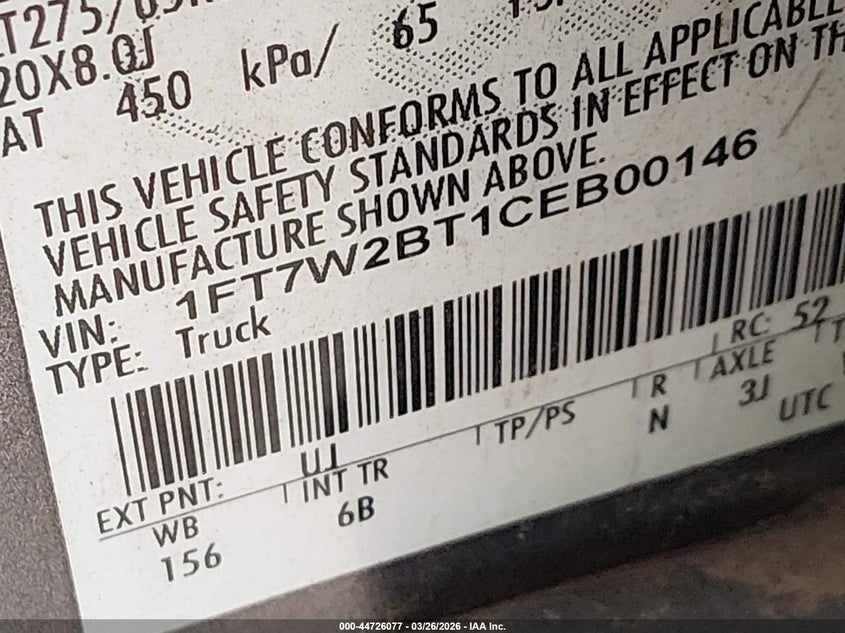 20X8.0J
AT 450 kPa/ 65
THIS VEHICLE CONFORMS TO ALL APPLICABLE
VEHICLE SAFETY STANDARDS IN EFFECT ON TH
MANUFACTURE SHOWN ABOVE.
VIN: 1FT7W2BT1CEB00146
TYPE: Truck
EXT PNT: UJ RC: 52
WB INT TR TP/PS R AXLE
156 6B N 3J UTC
000-44726077 - 03/26/2026 - IAA Inc.